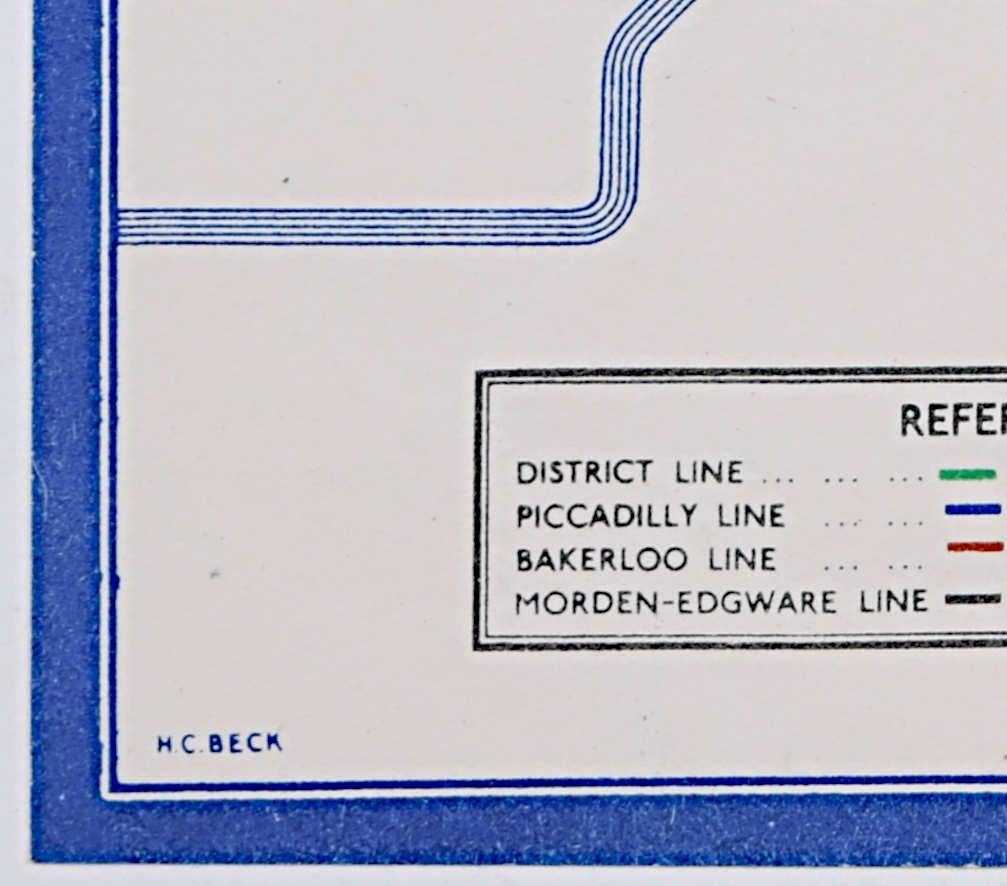 REFER
DISTRICT LINE ... ... ...
PICCADILLY LINE ... ...
BAKERLOO LINE ... ...
MORDEN-EDGWARE LINE
H.C.BECK